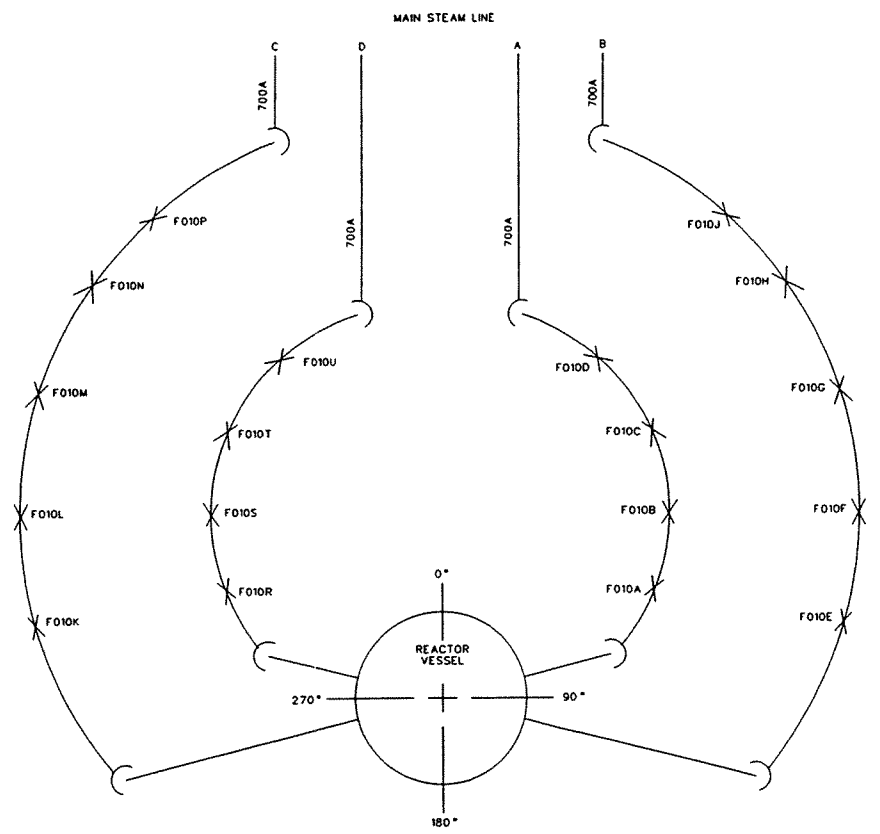 MAIN STEAM LINE
C
D
A
B
700A
700A
700A
700A
F010P
F010J
F010N
F010H
F010U
F010D
F010M
F010G
F010T
F010C
F010L
F010S
F010B
F010F
0°
F010R
F010A
F010K
F010E
REACTOR
VESSEL
270°
90°
180°